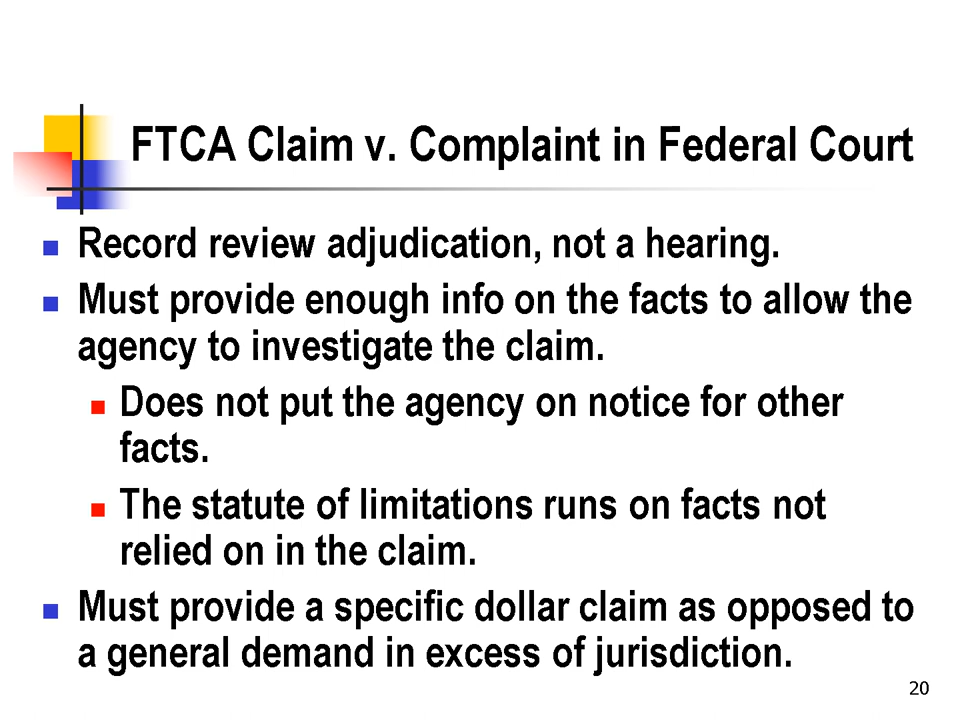 FTCA Claim v. Complaint in Federal Court
Record review adjudication, not a hearing.
Must provide enough info on the facts to allow the
agency to investigate the claim.
Does not put the agency on notice for other
facts.
The statute of limitations runs on facts not
relied on in the claim.
Must provide a specific dollar claim as opposed to
a general demand in excess of jurisdiction.
20